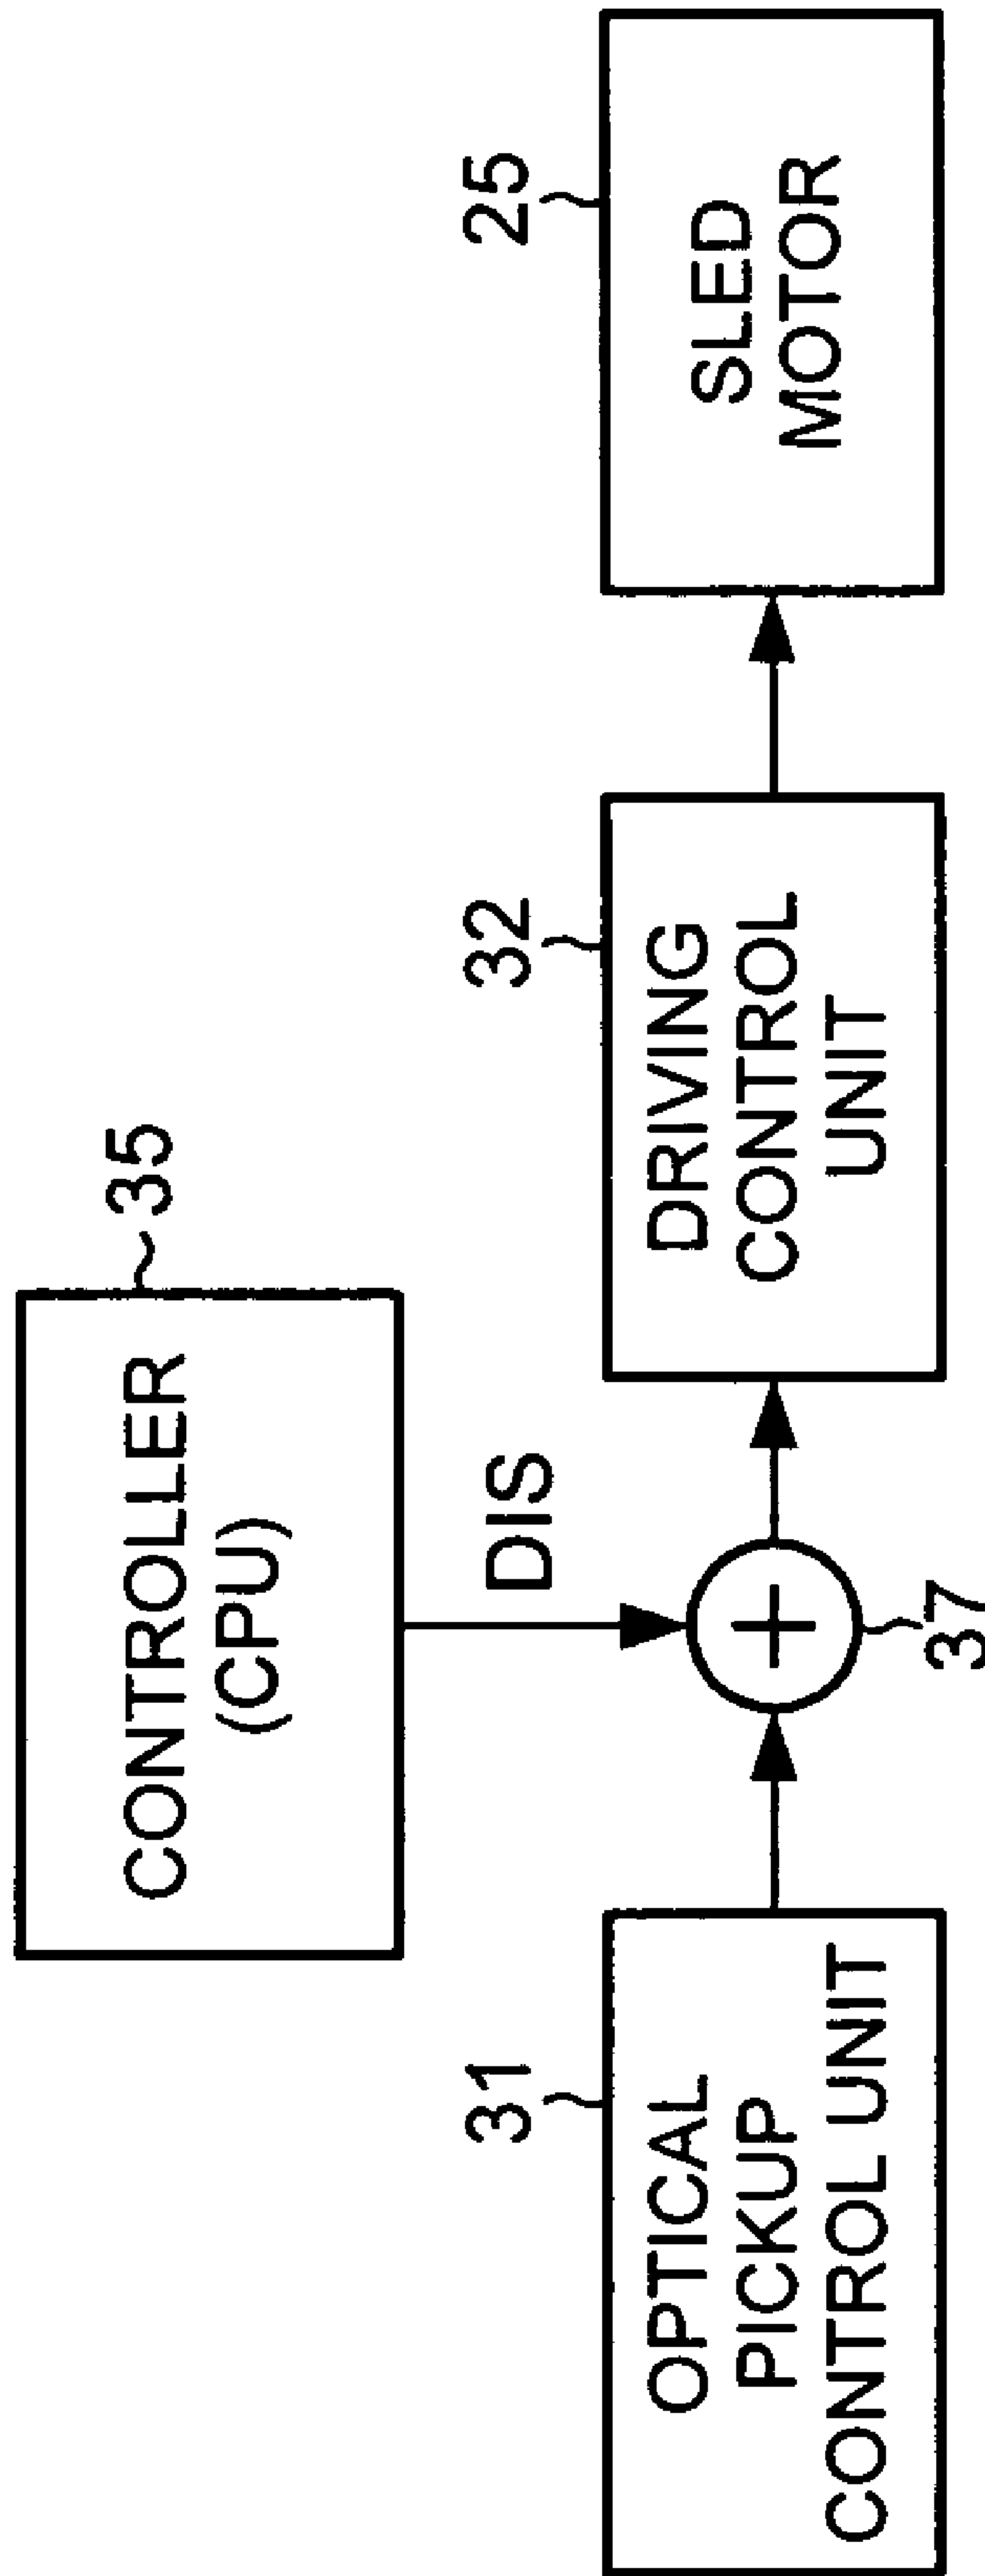 CONTROLLER
(CPU)
35
DIS
31
OPTICAL
PICKUP
CONTROL UNIT
37
32
DRIVING
CONTROL
UNIT
25
SLED
MOTOR